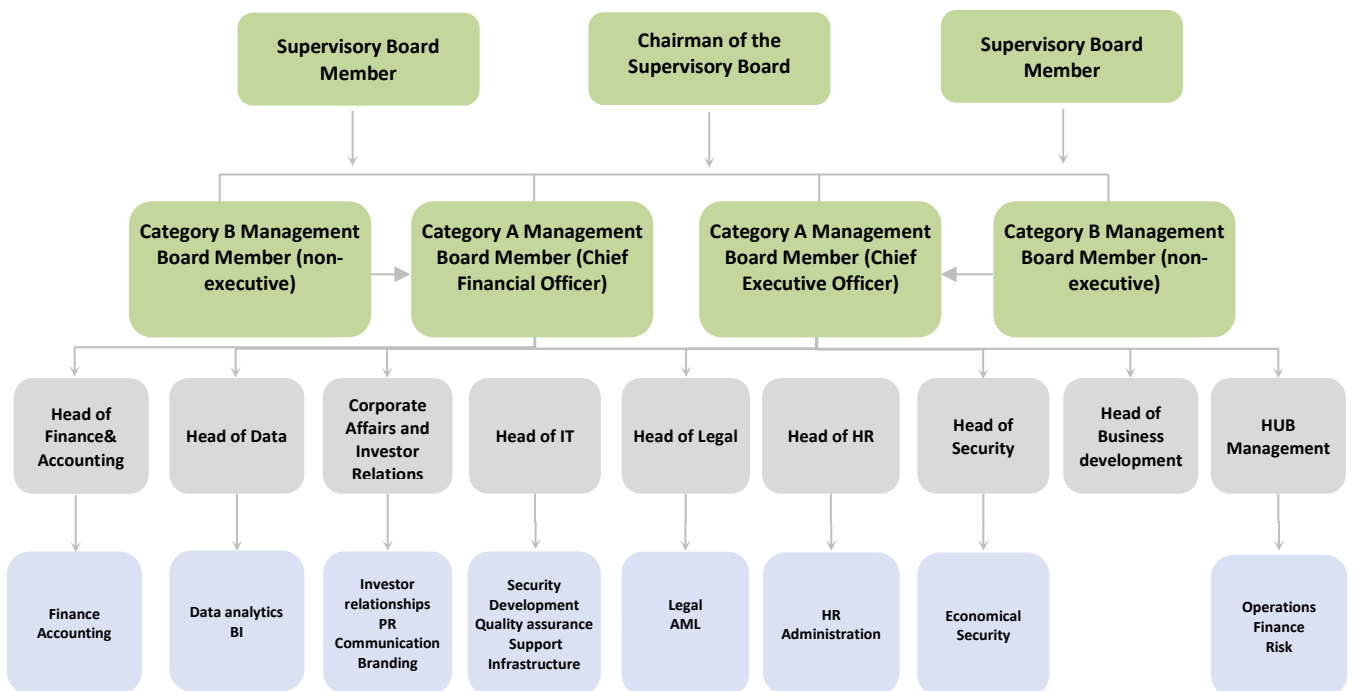 Supervisory Board
Member
Chairman of the
Supervisory Board
Supervisory Board
Member
Category B Management
Board Member (non-
executive)
Category A Management
Board Member (Chief
Financial Officer)
Category A Management
Board Member (Chief
Executive Officer)
Category B Management
Board Member (non-
executive)
Head of
Finance&
Accounting
Head of Data
Corporate
Affairs and
Investor
Relations
Head of IT
Head of Legal
Head of HR
Head of
Security
Head of
Business
development
HUB
Management
Finance
Accounting
Data analytics
BI
Investor
relationships
PR
Communication
Branding
Security
Development
Quality assurance
Support
Infrastructure
Legal
AML
HR
Administration
Economical
Security
Operations
Finance
Risk